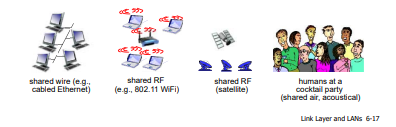 shared wire (e.g.,
cabled Ethernet)
shared RF
(e.g., 802.11 WiFi)
shared RF
(satellite)
humans at a
cocktail party
(shared air, acoustical)
Link Layer and LANs 6-17